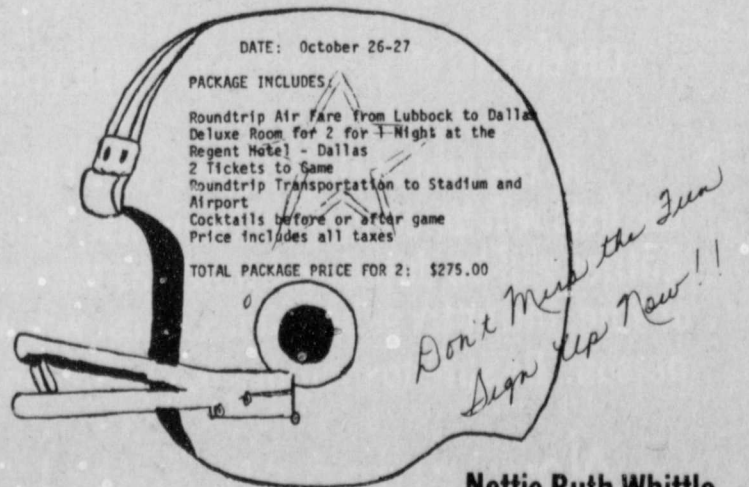 DATE: October 26-27
PACKAGE INCLUDES:
Roundtrip Air Fare from Lubbock to Dallas
Deluxe Room for 2 for 1 Night at the
Regent Hotel - Dallas
2 Tickets to Game
Roundtrip Transportation to Stadium and
Airport
Cocktails before or after game
Price includes all taxes
TOTAL PACKAGE PRICE FOR 2: $275.00
Don't Miss the Fun
Sign Up Now!!
Nettie Ruth Whittle